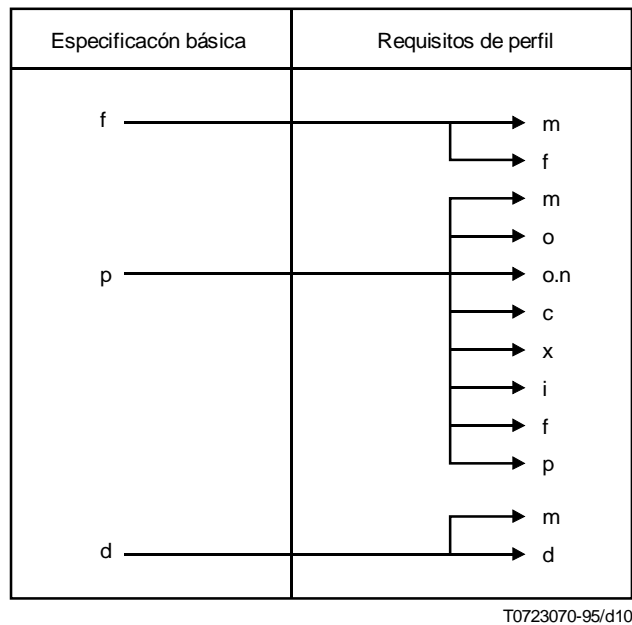 Especificacón básica Requisitos de perfil
f m
f
m
o
p o.n
c
x
i
f
p
m
d d
T0723070-95/d10